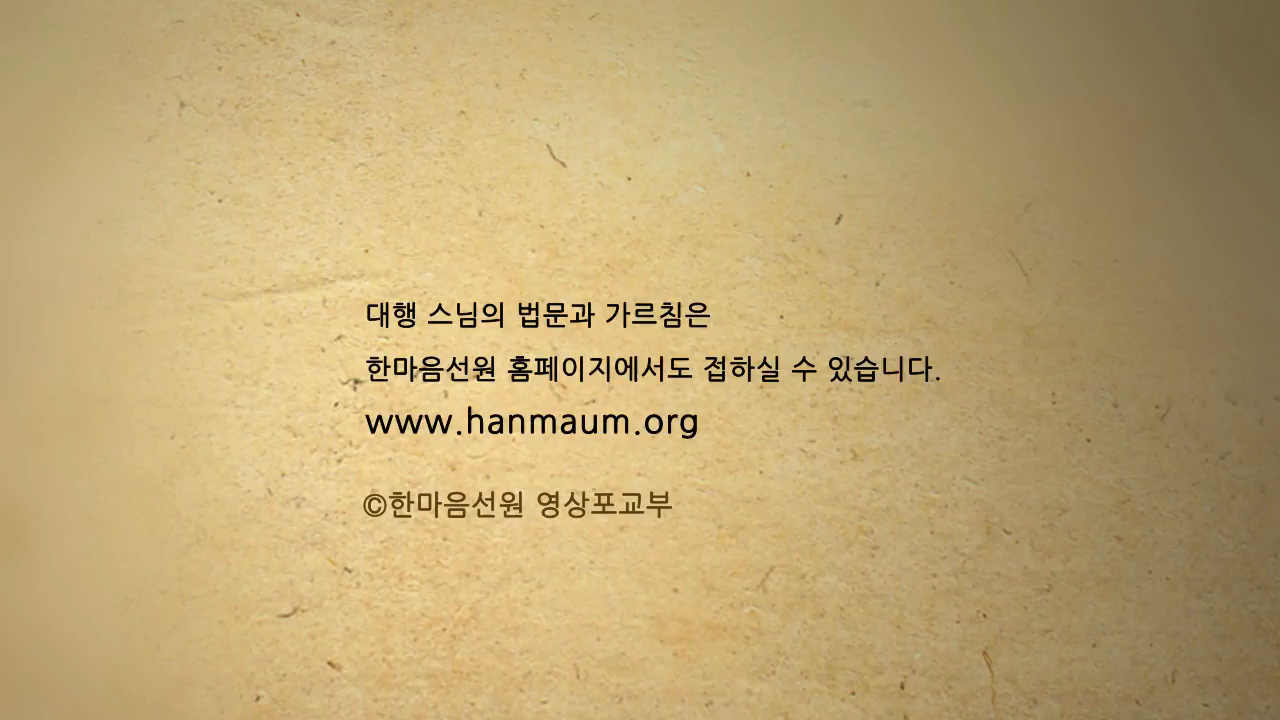 대행 스님의 법문과 가르침은
한마음선원 홈페이지에서도 접하실 수 있습니다.
www.hanmaum.org
©한마음선원 영상포교부